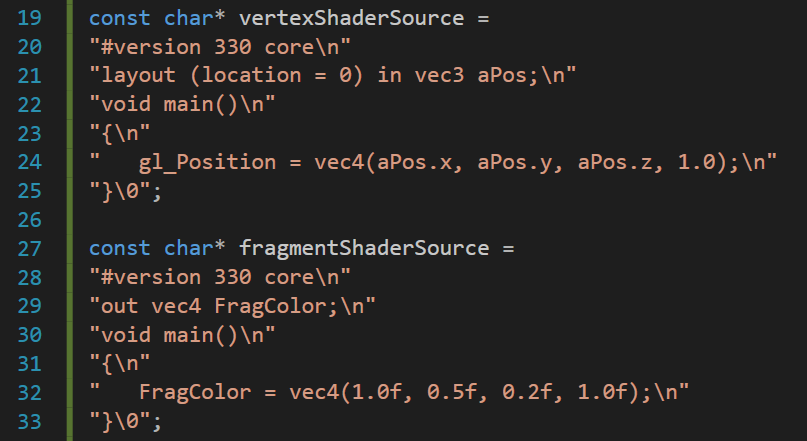 19 const char* vertexShaderSource =
20 "#version 330 core\n"
21 "layout (location = 0) in vec3 aPos;\n"
22 "void main()\n"
23 "{\n"
24 "   gl_Position = vec4(aPos.x, aPos.y, aPos.z, 1.0);\n"
25 "}\0";
26
27 const char* fragmentShaderSource =
28 "#version 330 core\n"
29 "out vec4 FragColor;\n"
30 "void main()\n"
31 "{\n"
32 "   FragColor = vec4(1.0f, 0.5f, 0.2f, 1.0f);\n"
33 "}\0";